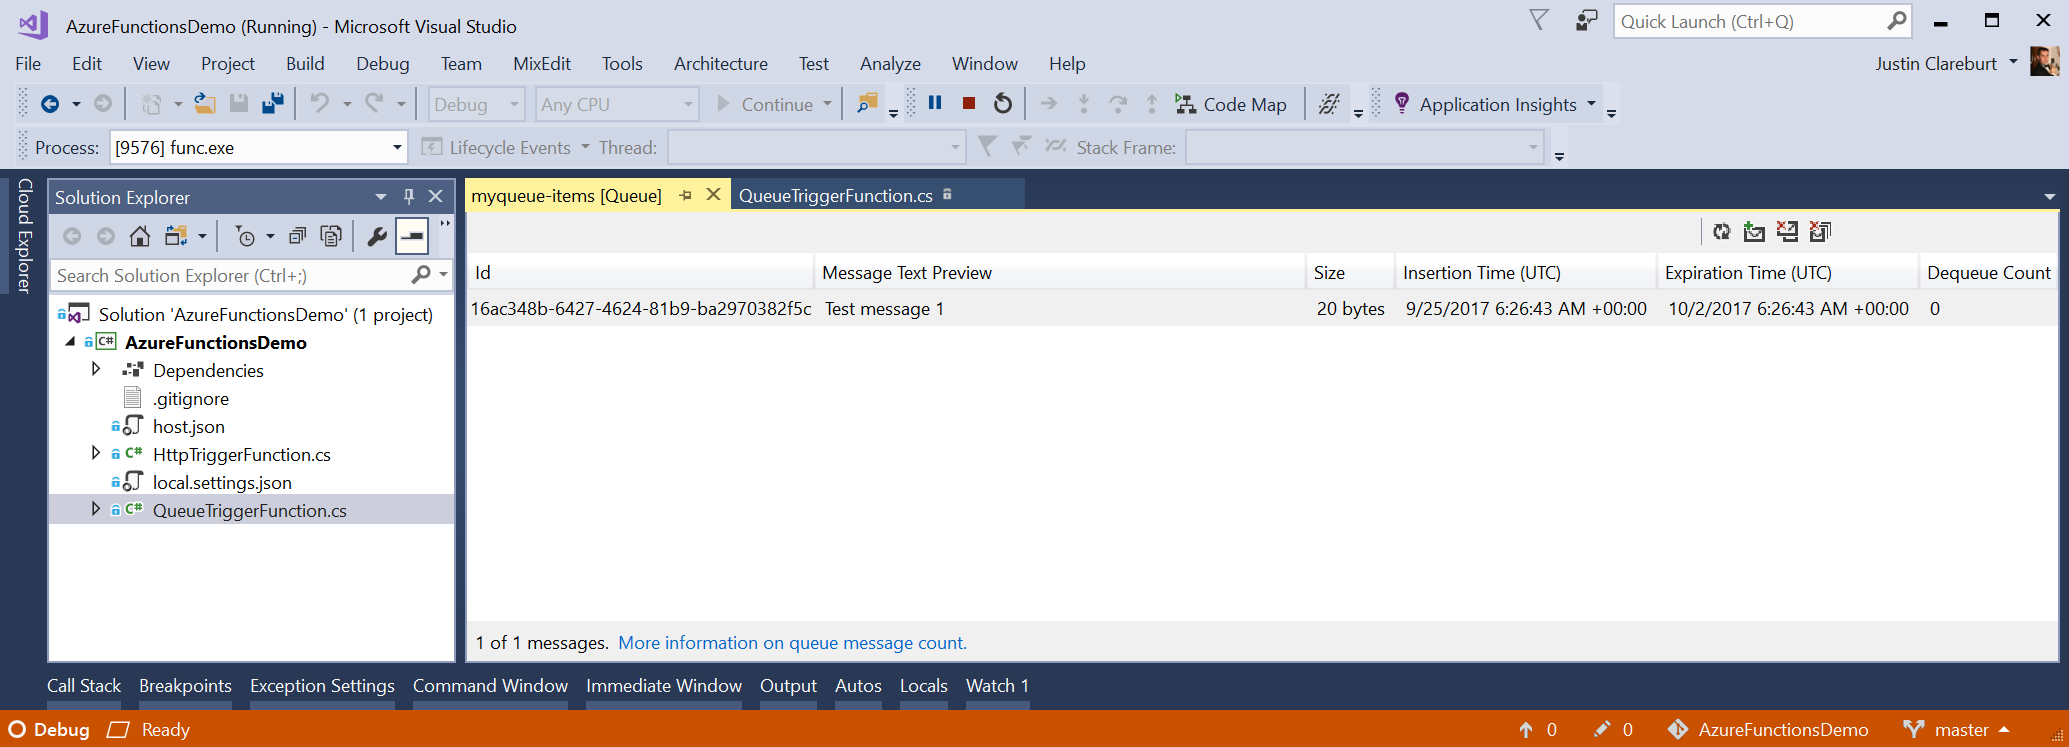 AzureFunctionsDemo (Running) - Microsoft Visual Studio
Quick Launch (Ctrl+Q)
File Edit View Project Build Debug Team MixEdit Tools Architecture Test Analyze Window Help
Justin Clareburt
Debug Any CPU Continue Code Map Application Insights
Process: [9576] func.exe Lifecycle Events Thread: Stack Frame:
Cloud Explorer
Solution Explorer
Search Solution Explorer (Ctrl+;)
Solution 'AzureFunctionsDemo' (1 project)
C# AzureFunctionsDemo
Dependencies
.gitignore
host.json
C# HttpTriggerFunction.cs
local.settings.json
C# QueueTriggerFunction.cs
myqueue-items [Queue] QueueTriggerFunction.cs
Id Message Text Preview Size Insertion Time (UTC) Expiration Time (UTC) Dequeue Count
16ac348b-6427-4624-81b9-ba2970382f5c Test message 1 20 bytes 9/25/2017 6:26:43 AM +00:00 10/2/2017 6:26:43 AM +00:00 0
1 of 1 messages. More information on queue message count.
Call Stack Breakpoints Exception Settings Command Window Immediate Window Output Autos Locals Watch 1
Debug Ready 0 0 AzureFunctionsDemo master